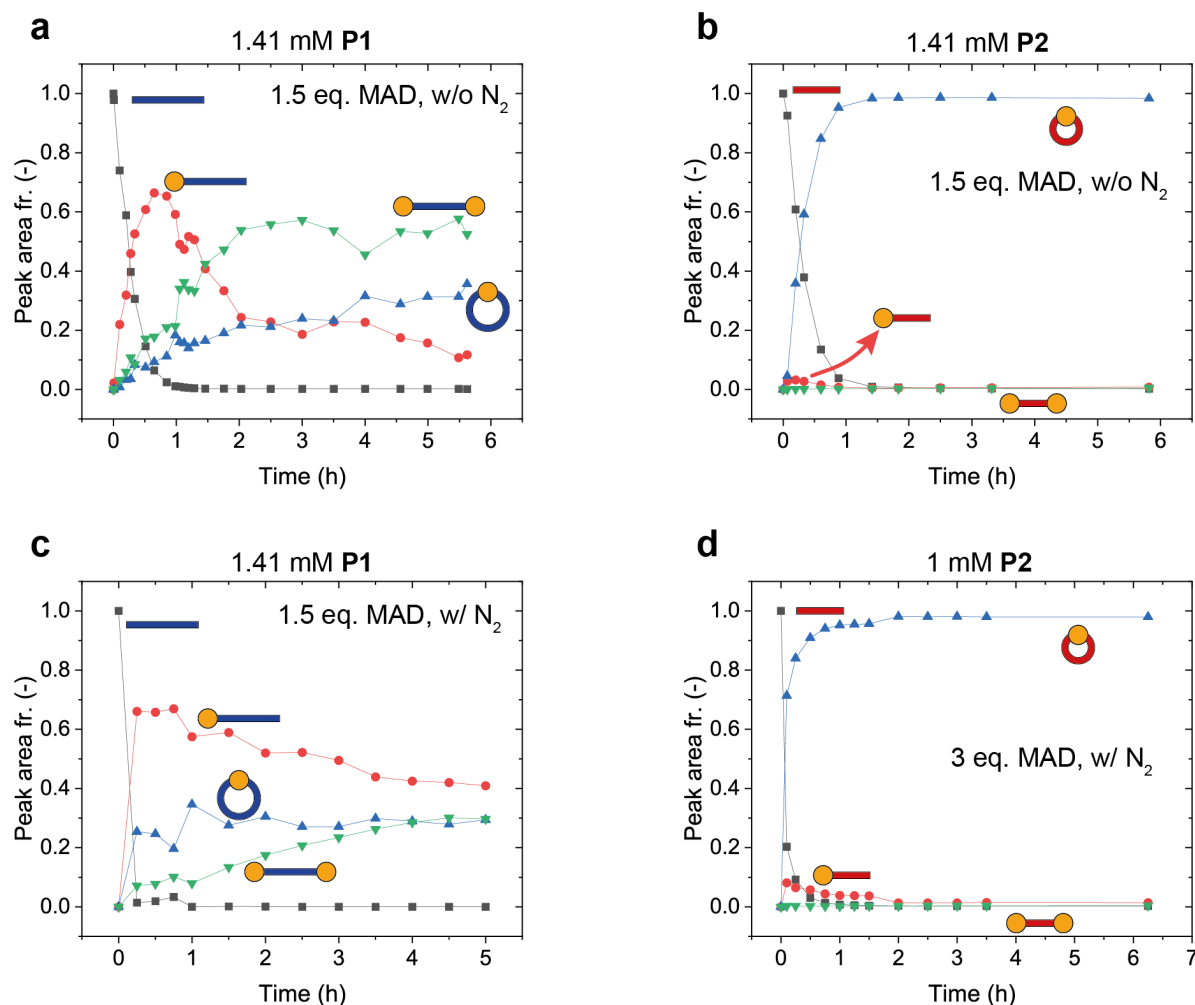 a
1.41 mM P1
1.5 eq. MAD, w/o N2
Peak area fr. (-)
1.0
0.8
0.6
0.4
0.2
0.0
0 1 2 3 4 5 6
Time (h)
b
1.41 mM P2
1.5 eq. MAD, w/o N2
Peak area fr. (-)
1.0
0.8
0.6
0.4
0.2
0.0
0 1 2 3 4 5 6
Time (h)
c
1.41 mM P1
1.5 eq. MAD, w/ N2
Peak area fr. (-)
1.0
0.8
0.6
0.4
0.2
0.0
0 1 2 3 4 5
Time (h)
d
1 mM P2
3 eq. MAD, w/ N2
Peak area fr. (-)
1.0
0.8
0.6
0.4
0.2
0.0
0 1 2 3 4 5 6 7
Time (h)